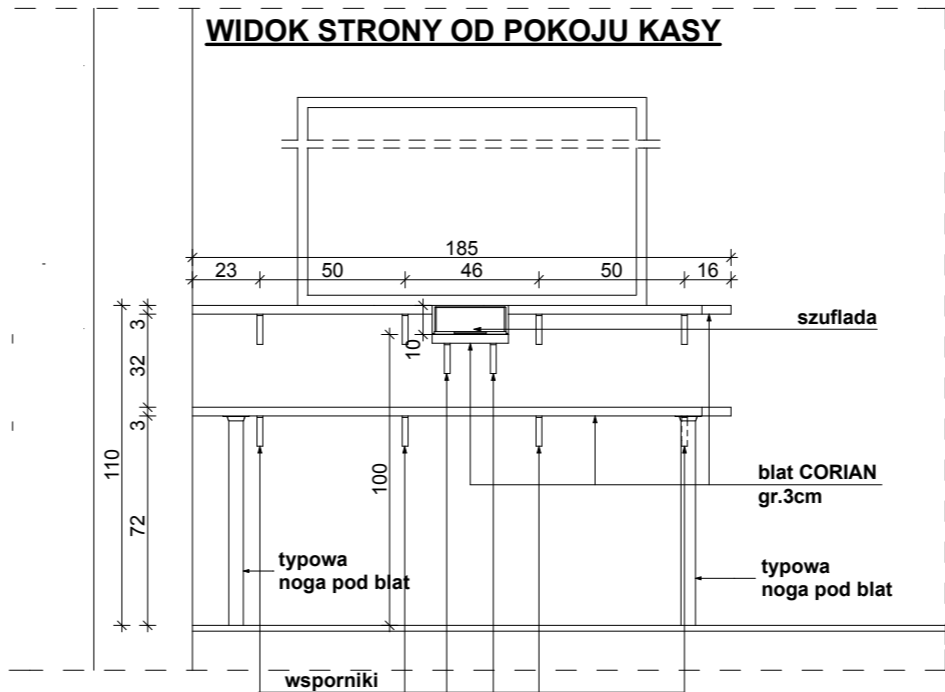 WIDOK STRONY OD POKOJU KASY
185
23 50 46 50 16
szuflada
3
10
32
3
110
100
72
blat CORIAN
gr.3cm
typowa
noga pod blat
typowa
noga pod blat
wsporniki